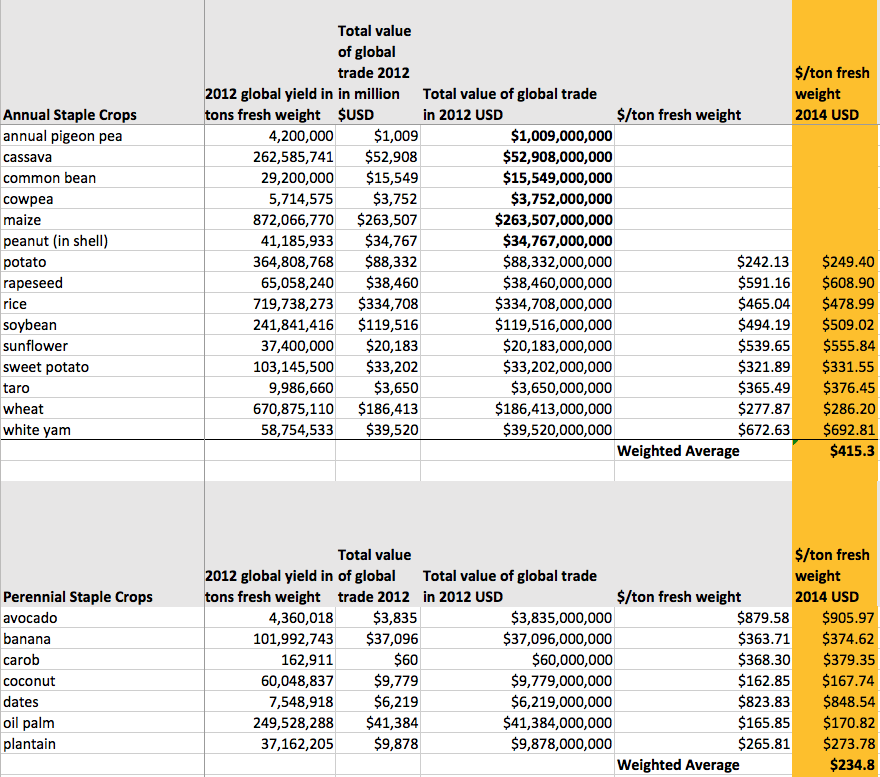 Total value
of global
trade 2012 $/ton fresh
2012 global yield in in million Total value of global trade weight
Annual Staple Crops tons fresh weight $USD in 2012 USD $/ton fresh weight 2014 USD
annual pigeon pea 4,200,000 $1,009 $1,009,000,000
cassava 262,585,741 $52,908 $52,908,000,000
common bean 29,200,000 $15,549 $15,549,000,000
cowpea 5,714,575 $3,752 $3,752,000,000
maize 872,066,770 $263,507 $263,507,000,000
peanut (in shell) 41,185,933 $34,767 $34,767,000,000
potato 364,808,768 $88,332 $88,332,000,000 $242.13 $249.40
rapeseed 65,058,240 $38,460 $38,460,000,000 $591.16 $608.90
rice 719,738,273 $334,708 $334,708,000,000 $465.04 $478.99
soybean 241,841,416 $119,516 $119,516,000,000 $494.19 $509.02
sunflower 37,400,000 $20,183 $20,183,000,000 $539.65 $555.84
sweet potato 103,145,500 $33,202 $33,202,000,000 $321.89 $331.55
taro 9,986,660 $3,650 $3,650,000,000 $365.49 $376.45
wheat 670,875,110 $186,413 $186,413,000,000 $277.87 $286.20
white yam 58,754,533 $39,520 $39,520,000,000 $672.63 $692.81
Weighted Average $415.3
Total value $/ton fresh
2012 global yield in of global Total value of global trade weight
Perennial Staple Crops tons fresh weight trade 2012 in 2012 USD $/ton fresh weight 2014 USD
avocado 4,360,018 $3,835 $3,835,000,000 $879.58 $905.97
banana 101,992,743 $37,096 $37,096,000,000 $363.71 $374.62
carob 162,911 $60 $60,000,000 $368.30 $379.35
coconut 60,048,837 $9,779 $9,779,000,000 $162.85 $167.74
dates 7,548,918 $6,219 $6,219,000,000 $823.83 $848.54
oil palm 249,528,288 $41,384 $41,384,000,000 $165.85 $170.82
plantain 37,162,205 $9,878 $9,878,000,000 $265.81 $273.78
Weighted Average $234.8